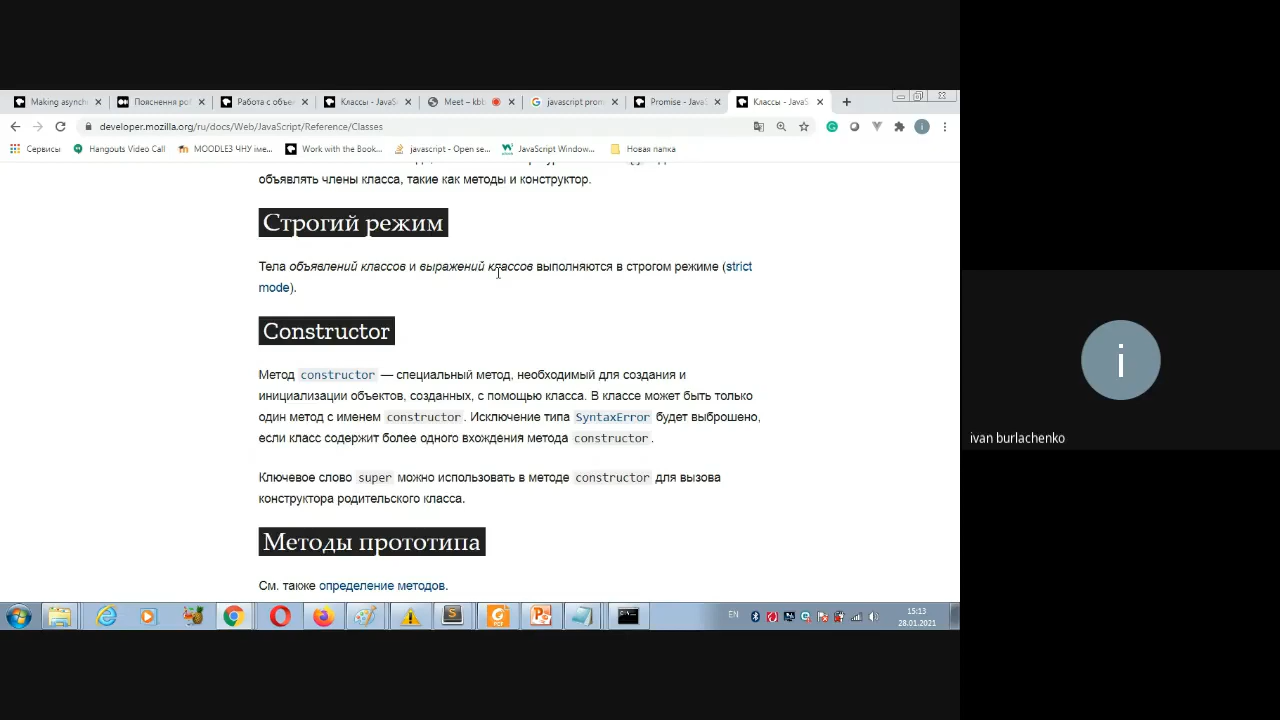 Making asynch
Пояснення роб
Работа с объе
Классы - JavaS
Meet – kbb
javascript prom
Promise - JavaS
Классы - JavaS
developer.mozilla.org/ru/docs/Web/JavaScript/Reference/Classes
Сервисы Hangouts Video Call MOODLE3 ЧНУ іме... Work with the Book... javascript - Open se... JavaScript Window... Новая папка
объявлять члены класса, такие как методы и конструктор.
Строгий режим
Тела объявлений классов и выражений классов выполняются в строгом режиме (strict
mode).
Constructor
Метод constructor — специальный метод, необходимый для создания и
инициализации объектов, созданных, с помощью класса. В классе может быть только
один метод с именем constructor. Исключение типа SyntaxError будет выброшено,
если класс содержит более одного вхождения метода constructor.
Ключевое слово super можно использовать в методе constructor для вызова
конструктора родительского класса.
Методы прототипа
См. также определение методов.
EN
15:13
28.01.2021
i
ivan burlachenko